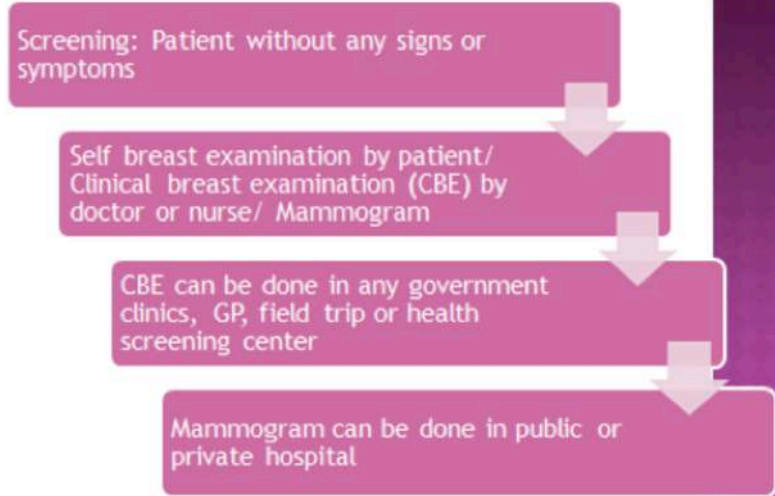 Screening: Patient without any signs or
symptoms
Self breast examination by patient/
Clinical breast examination (CBE) by
doctor or nurse/ Mammogram
CBE can be done in any government
clinics, GP, field trip or health
screening center
Mammogram can be done in public or
private hospital